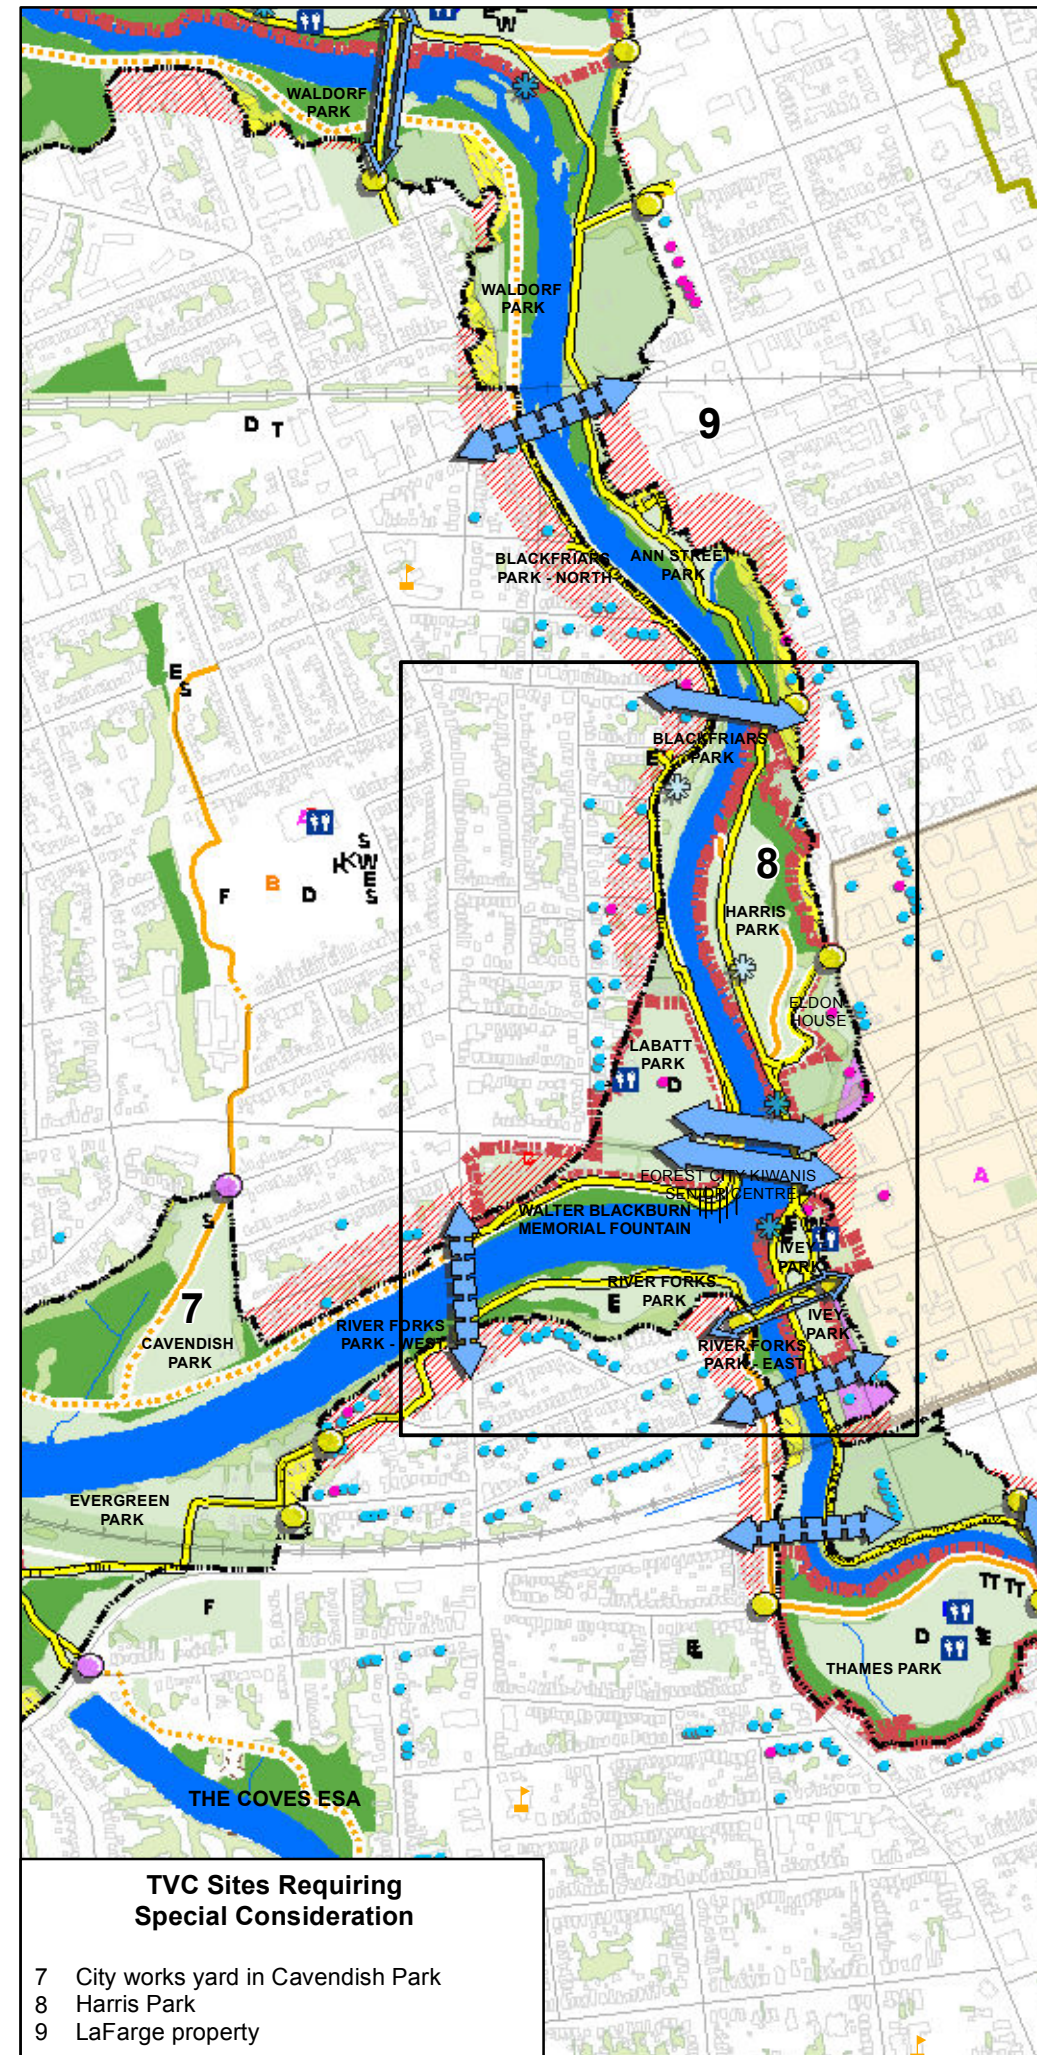 W
WALDORF
PARK
WALDORF
PARK
9
D T
BLACKFRIARS
PARK - NORTH
ANN STREET
PARK
E
S
BLACKFRIARS
PARK
E
8
HARRIS
PARK
S
K
W
E
S
F
B
D
ELDON
HOUSE
LABATT
PARK
D
A
FOREST CITY KIWANIS
SENIOR CENTRE
S
WALTER BLACKBURN
MEMORIAL FOUNTAIN
E
IVEY
PARK
RIVER FORKS
PARK
E
7
CAVENDISH
PARK
RIVER FORKS
PARK - WEST
IVEY
PARK
RIVER FORKS
PARK - EAST
EVERGREEN
PARK
TT TT
F
D
E
THAMES PARK
THE COVES ESA
TVC Sites Requiring
Special Consideration
7 City works yard in Cavendish Park
8 Harris Park
9 LaFarge property